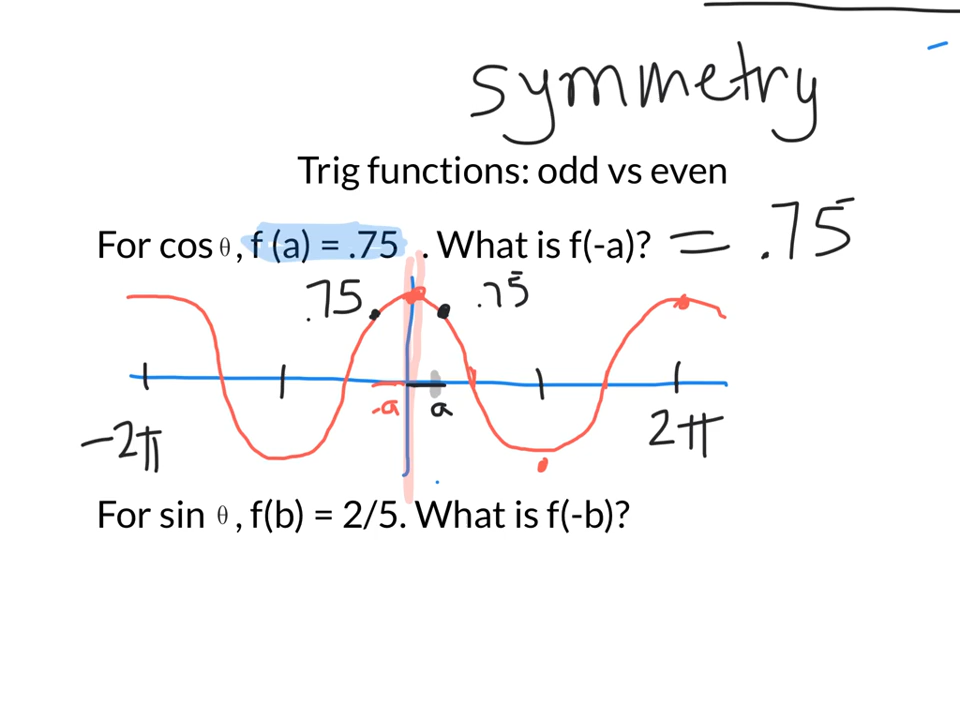 symmetry
Trig functions: odd vs even
For cos θ, f (a) = .75 . What is f(-a)? = .75
.75 .75
-a a
-2π 2π
For sin θ, f(b) = 2/5. What is f(-b)?